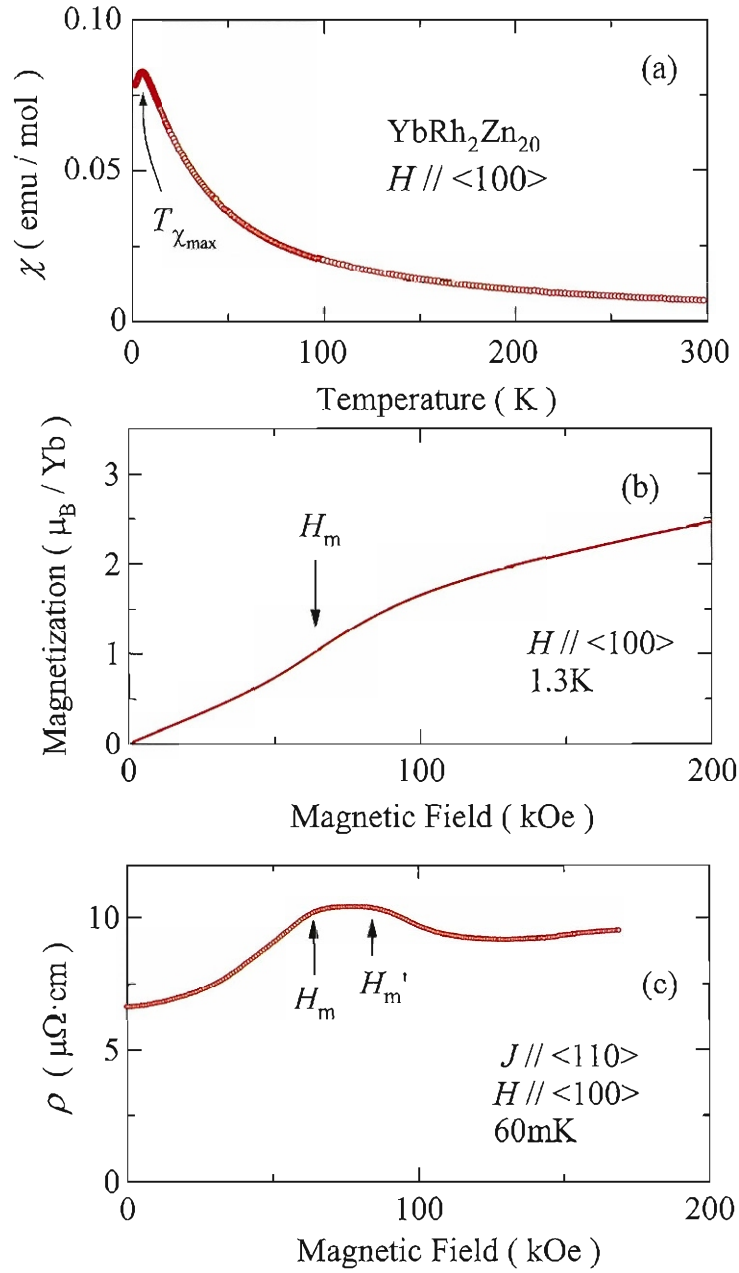 0.10
(a)
χ ( emu / mol )
YbRh₂Zn₂₀
H // <100>
0.05
T χmax
0
0 100 200 300
Temperature ( K )
Magnetization ( μB / Yb )
3
(b)
Hm
2
1
H // <100>
1.3K
0
0 100 200
Magnetic Field ( kOe )
ρ ( μΩ·cm )
10
Hm Hm'
(c)
5
J // <110>
H // <100>
60mK
0
0 100 200
Magnetic Field ( kOe )